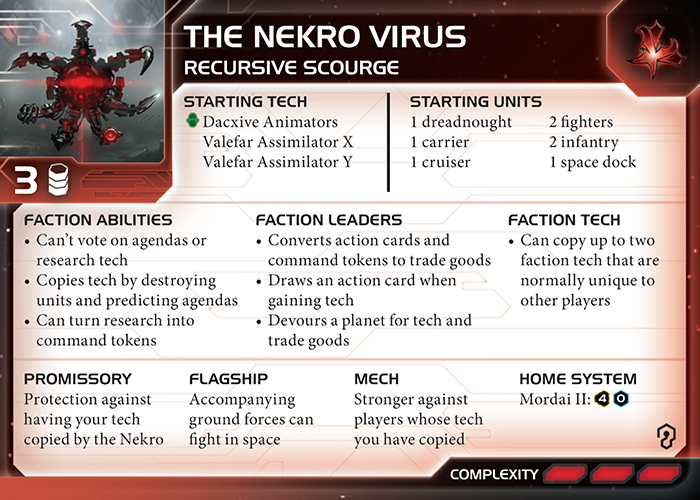 THE NEKRO VIRUS
RECURSIVE SCOURGE
3
STARTING TECH
Dacxive Animators
Valefar Assimilator X
Valefar Assimilator Y
STARTING UNITS
1 dreadnought
1 carrier
1 cruiser
2 fighters
2 infantry
1 space dock
FACTION ABILITIES
• Can't vote on agendas or
research tech
• Copies tech by destroying
units and predicting agendas
• Can turn research into
command tokens
FACTION LEADERS
• Converts action cards and
command tokens to trade goods
• Draws an action card when
gaining tech
• Devours a planet for tech and
trade goods
FACTION TECH
• Can copy up to two
faction tech that are
normally unique to
other players
PROMISSORY
Protection against
having your tech
copied by the Nekro
FLAGSHIP
Accompanying
ground forces can
fight in space
MECH
Stronger against
players whose tech
you have copied
HOME SYSTEM
Mordai II: 4 0
COMPLEXITY